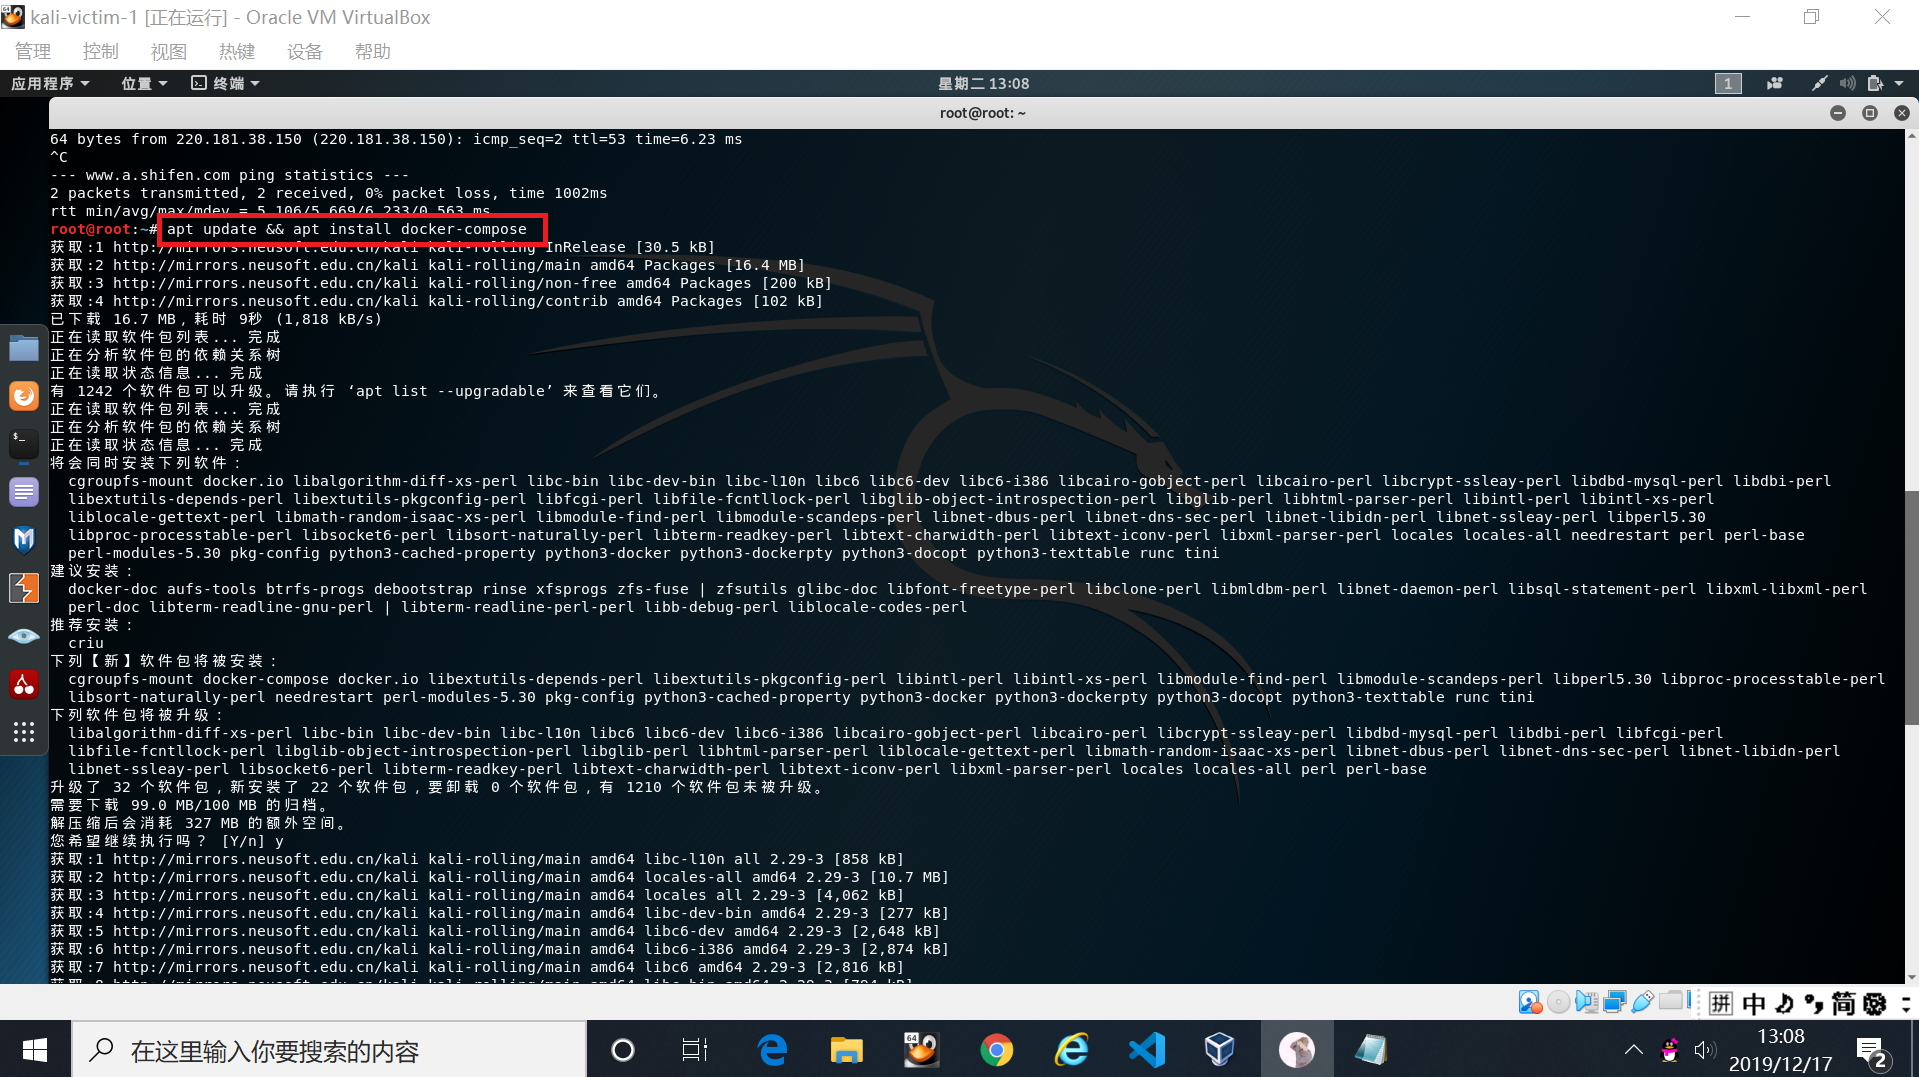 kali-victim-1 [正在运行] - Oracle VM VirtualBox
管理 控制 视图 热键 设备 帮助
应用程序 位置 终端 星期二 13:08 1
root@root: ~
64 bytes from 220.181.38.150 (220.181.38.150): icmp_seq=2 ttl=53 time=6.23 ms
^C
--- www.a.shifen.com ping statistics ---
2 packets transmitted, 2 received, 0% packet loss, time 1002ms
rtt min/avg/max/mdev = 5.106/5.669/6.233/0.563 ms
root@root:~# apt update && apt install docker-compose
获取:1 http://mirrors.neusoft.edu.cn/kali kali-rolling InRelease [30.5 kB]
获取:2 http://mirrors.neusoft.edu.cn/kali kali-rolling/main amd64 Packages [16.4 MB]
获取:3 http://mirrors.neusoft.edu.cn/kali kali-rolling/non-free amd64 Packages [200 kB]
获取:4 http://mirrors.neusoft.edu.cn/kali kali-rolling/contrib amd64 Packages [102 kB]
已下载 16.7 MB，耗时 9秒 (1,818 kB/s)
正在读取软件包列表... 完成
正在分析软件包的依赖关系树
正在读取状态信息... 完成
有 1242 个软件包可以升级。请执行 ‘apt list --upgradable’ 来查看它们。
正在读取软件包列表... 完成
正在分析软件包的依赖关系树
正在读取状态信息... 完成
将会同时安装下列软件：
cgroupfs-mount docker.io libalgorithm-diff-xs-perl libc-bin libc-dev-bin libc-l10n libc6 libc6-dev libc6-i386 libcairo-gobject-perl libcairo-perl libcrypt-ssleay-perl libdbd-mysql-perl libdbi-perl
libextutils-depends-perl libextutils-pkgconfig-perl libfcgi-perl libfile-fcntllock-perl libglib-object-introspection-perl libglib-perl libhtml-parser-perl libintl-perl libintl-xs-perl
liblocale-gettext-perl libmath-random-isaac-xs-perl libmodule-find-perl libmodule-scandeps-perl libnet-dbus-perl libnet-dns-sec-perl libnet-libidn-perl libnet-ssleay-perl libperl5.30
libproc-processtable-perl libsocket6-perl libsort-naturally-perl libterm-readkey-perl libtext-charwidth-perl libtext-iconv-perl libxml-parser-perl locales locales-all needrestart perl perl-base
perl-modules-5.30 pkg-config python3-cached-property python3-docker python3-dockerpty python3-docopt python3-texttable runc tini
建议安装：
docker-doc aufs-tools btrfs-progs debootstrap rinse xfsprogs zfs-fuse | zfsutils glibc-doc libfont-freetype-perl libclone-perl libmldbm-perl libnet-daemon-perl libsql-statement-perl libxml-libxml-perl
perl-doc libterm-readline-gnu-perl | libterm-readline-perl-perl libb-debug-perl liblocale-codes-perl
推荐安装：
criu
下列【新】软件包将被安装：
cgroupfs-mount docker-compose docker.io libextutils-depends-perl libextutils-pkgconfig-perl libintl-perl libintl-xs-perl libmodule-find-perl libmodule-scandeps-perl libperl5.30 libproc-processtable-perl
libsort-naturally-perl needrestart perl-modules-5.30 pkg-config python3-cached-property python3-docker python3-dockerpty python3-docopt python3-texttable runc tini
下列软件包将被升级：
libalgorithm-diff-xs-perl libc-bin libc-dev-bin libc-l10n libc6 libc6-dev libc6-i386 libcairo-gobject-perl libcairo-perl libcrypt-ssleay-perl libdbd-mysql-perl libdbi-perl libfcgi-perl
libfile-fcntllock-perl libglib-object-introspection-perl libglib-perl libhtml-parser-perl liblocale-gettext-perl libmath-random-isaac-xs-perl libnet-dbus-perl libnet-dns-sec-perl libnet-libidn-perl
libnet-ssleay-perl libsocket6-perl libterm-readkey-perl libtext-charwidth-perl libtext-iconv-perl libxml-parser-perl locales locales-all perl perl-base
升级了 32 个软件包，新安装了 22 个软件包，要卸载 0 个软件包，有 1210 个软件包未被升级。
需要下载 99.0 MB/100 MB 的归档。
解压缩后会消耗 327 MB 的额外空间。
您希望继续执行吗？ [Y/n] y
获取:1 http://mirrors.neusoft.edu.cn/kali kali-rolling/main amd64 libc-l10n all 2.29-3 [858 kB]
获取:2 http://mirrors.neusoft.edu.cn/kali kali-rolling/main amd64 locales-all amd64 2.29-3 [10.7 MB]
获取:3 http://mirrors.neusoft.edu.cn/kali kali-rolling/main amd64 locales all 2.29-3 [4,062 kB]
获取:4 http://mirrors.neusoft.edu.cn/kali kali-rolling/main amd64 libc-dev-bin amd64 2.29-3 [277 kB]
获取:5 http://mirrors.neusoft.edu.cn/kali kali-rolling/main amd64 libc6-dev amd64 2.29-3 [2,648 kB]
获取:6 http://mirrors.neusoft.edu.cn/kali kali-rolling/main amd64 libc6-i386 amd64 2.29-3 [2,874 kB]
获取:7 http://mirrors.neusoft.edu.cn/kali kali-rolling/main amd64 libc6 amd64 2.29-3 [2,816 kB]
拼 中 简
在这里输入你要搜索的内容
64
13:08
2019/12/17
2